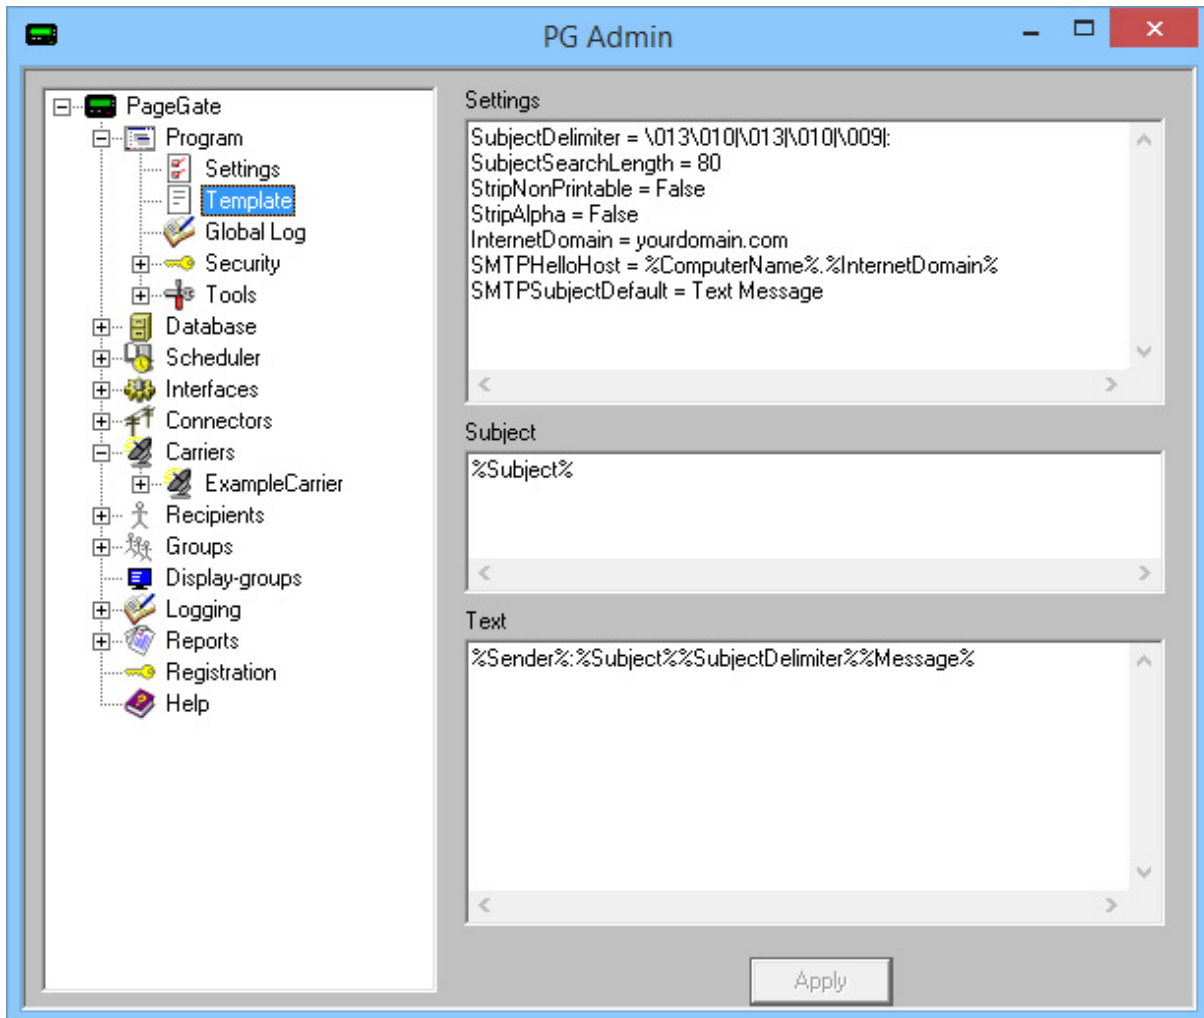 PG Admin
PageGate
Program
Settings
Template
Global Log
Security
Tools
Database
Scheduler
Interfaces
Connectors
Carriers
ExampleCarrier
Recipients
Groups
Display-groups
Logging
Reports
Registration
Help
Settings
SubjectDelimiter = \013\010|\013|\010|\009|:
SubjectSearchLength = 80
StripNonPrintable = False
StripAlpha = False
InternetDomain = yourdomain.com
SMTPHelloHost = %ComputerName%.%InternetDomain%
SMTPSubjectDefault = Text Message
Subject
%Subject%
Text
%Sender%:%Subject%%SubjectDelimiter%%Message%
Apply